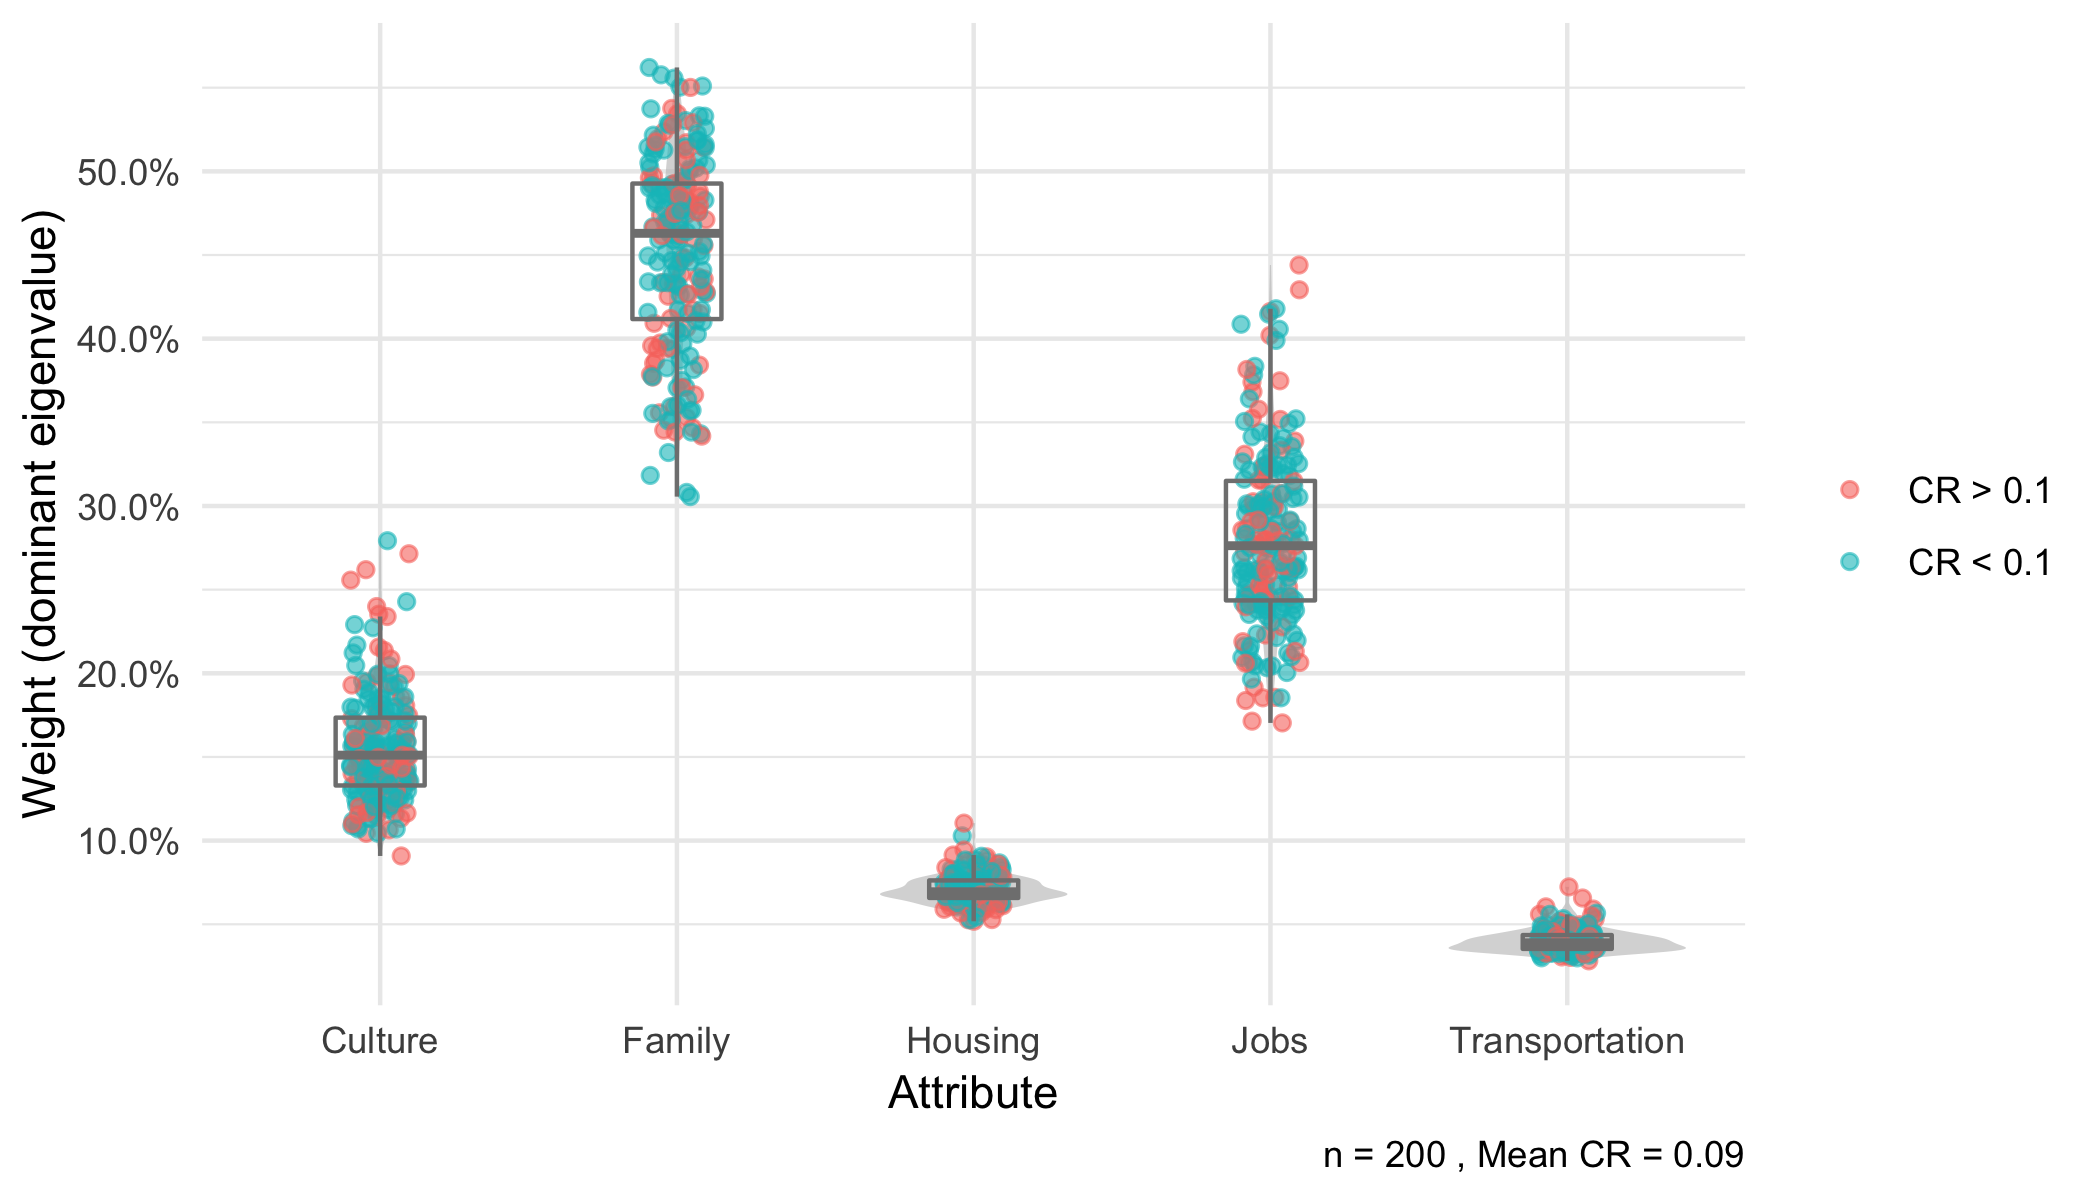 Weight (dominant eigenvalue)
50.0%
40.0%
30.0%
20.0%
10.0%
Culture
Family
Housing
Jobs
Transportation
Attribute
CR > 0.1
CR < 0.1
n = 200 , Mean CR = 0.09